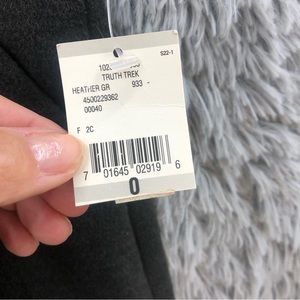 S22-1
TRUTH TREK
HEATHER GR 933 -
4500229362
00040
F 2C
7 01645 02919 6
0